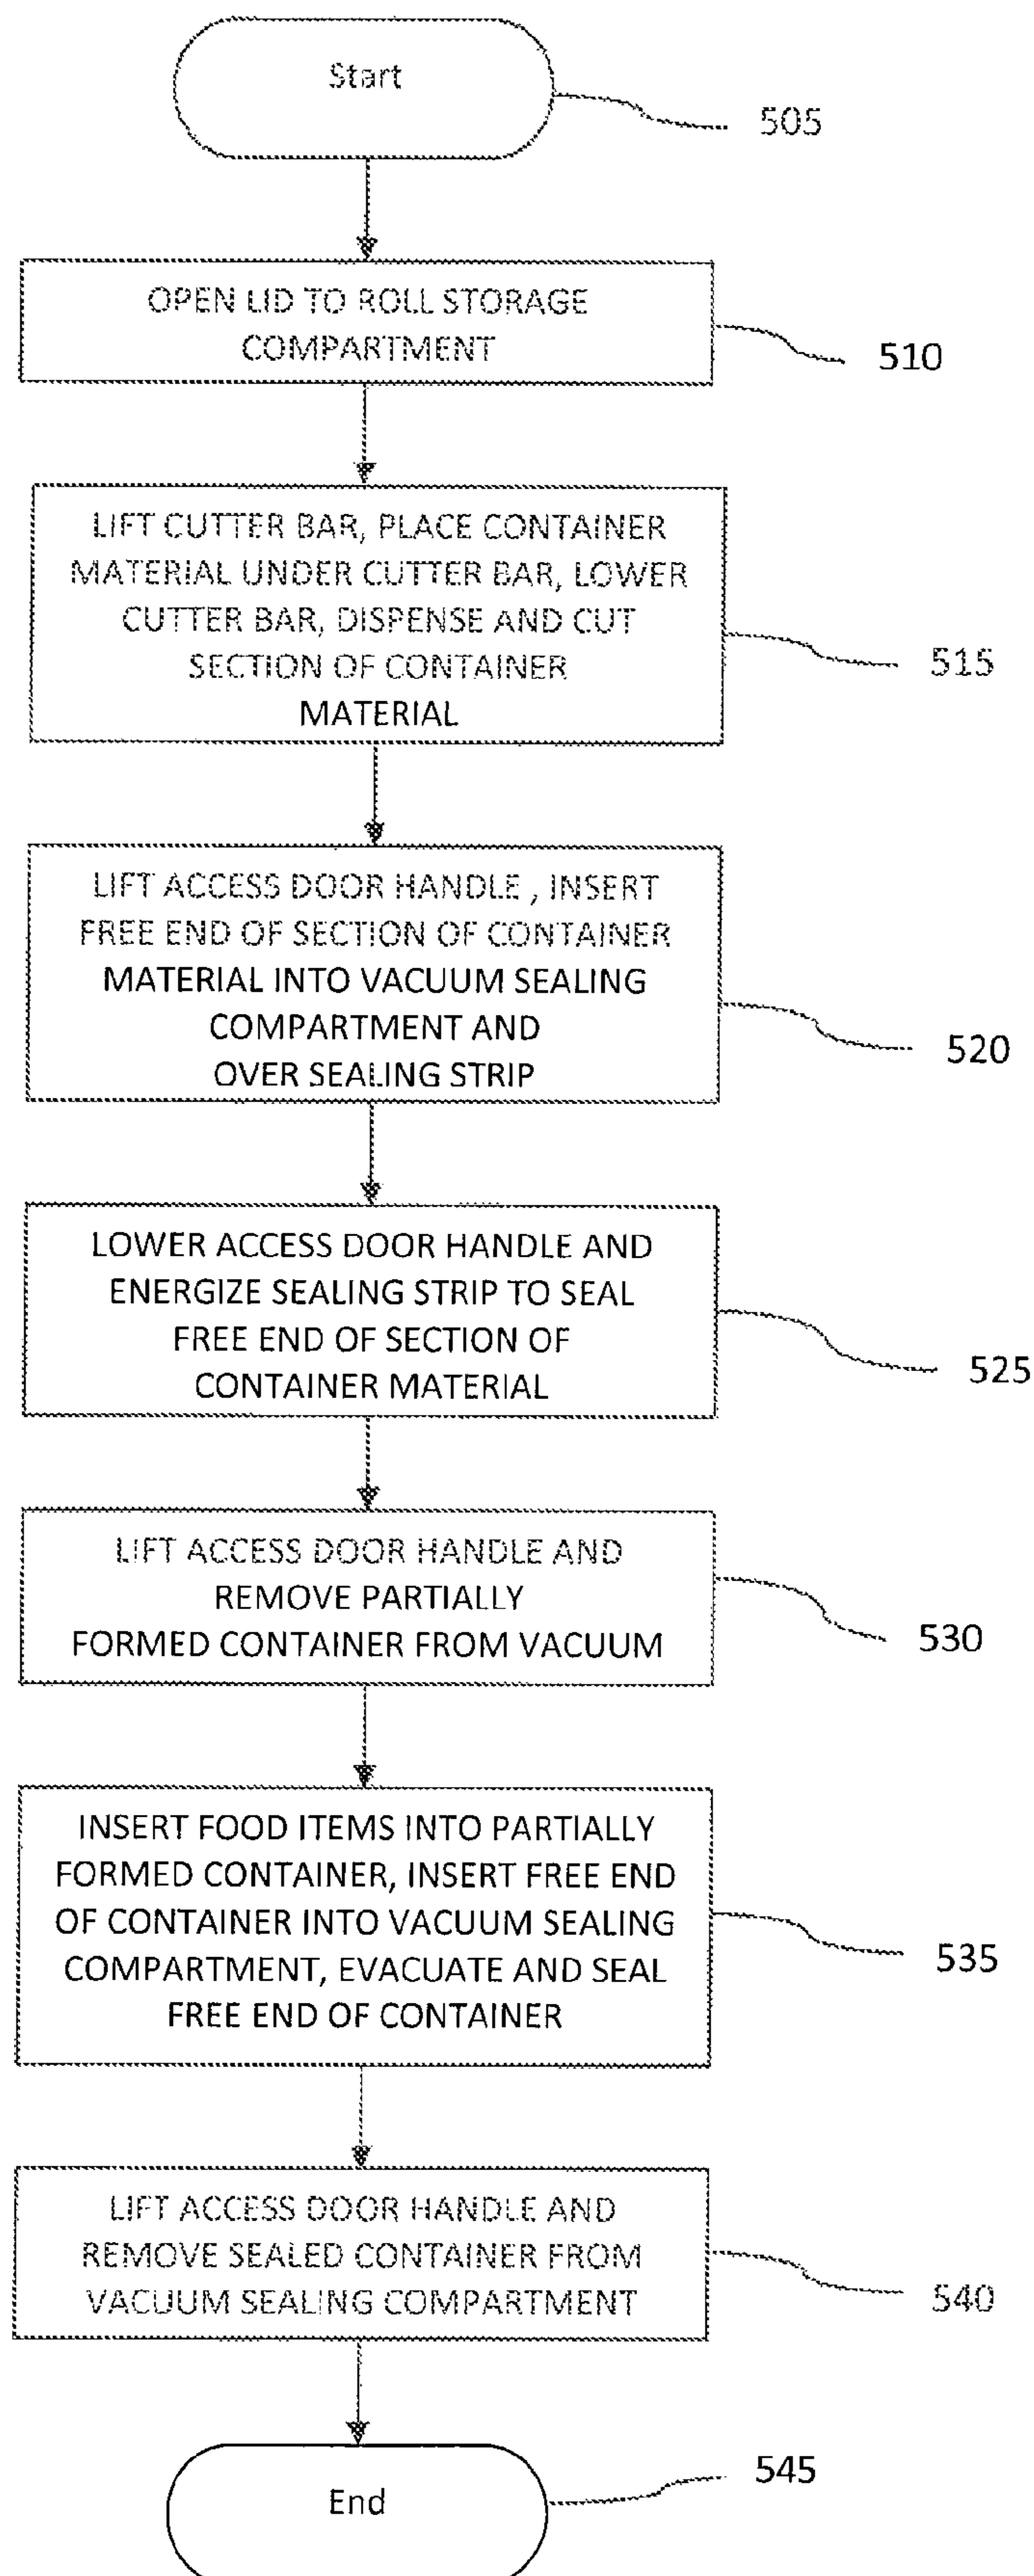 Start
505
OPEN LID TO ROLL STORAGE
COMPARTMENT
510
LIFT CUTTER BAR, PLACE CONTAINER
MATERIAL UNDER CUTTER BAR, LOWER
CUTTER BAR, DISPENSE AND CUT
SECTION OF CONTAINER
MATERIAL
515
LIFT ACCESS DOOR HANDLE , INSERT
FREE END OF SECTION OF CONTAINER
MATERIAL INTO VACUUM SEALING
COMPARTMENT AND
OVER SEALING STRIP
520
LOWER ACCESS DOOR HANDLE AND
ENERGIZE SEALING STRIP TO SEAL
FREE END OF SECTION OF
CONTAINER MATERIAL
525
LIFT ACCESS DOOR HANDLE AND
REMOVE PARTIALLY
FORMED CONTAINER FROM VACUUM
530
INSERT FOOD ITEMS INTO PARTIALLY
FORMED CONTAINER, INSERT FREE END
OF CONTAINER INTO VACUUM SEALING
COMPARTMENT, EVACUATE AND SEAL
FREE END OF CONTAINER
535
LIFT ACCESS DOOR HANDLE AND
REMOVE SEALED CONTAINER FROM
VACUUM SEALING COMPARTMENT
540
End
545